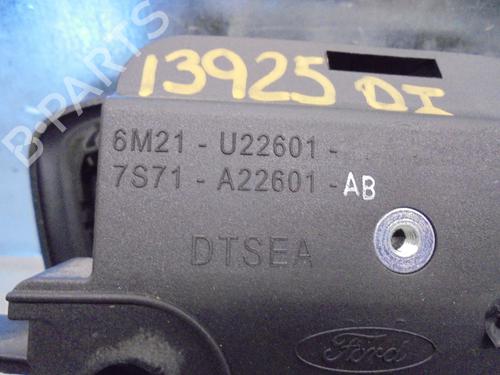 B-PARTS
13925 DI
6M21 - U22601 -
7S71 - A22601 - AB
DTSEA
Ford